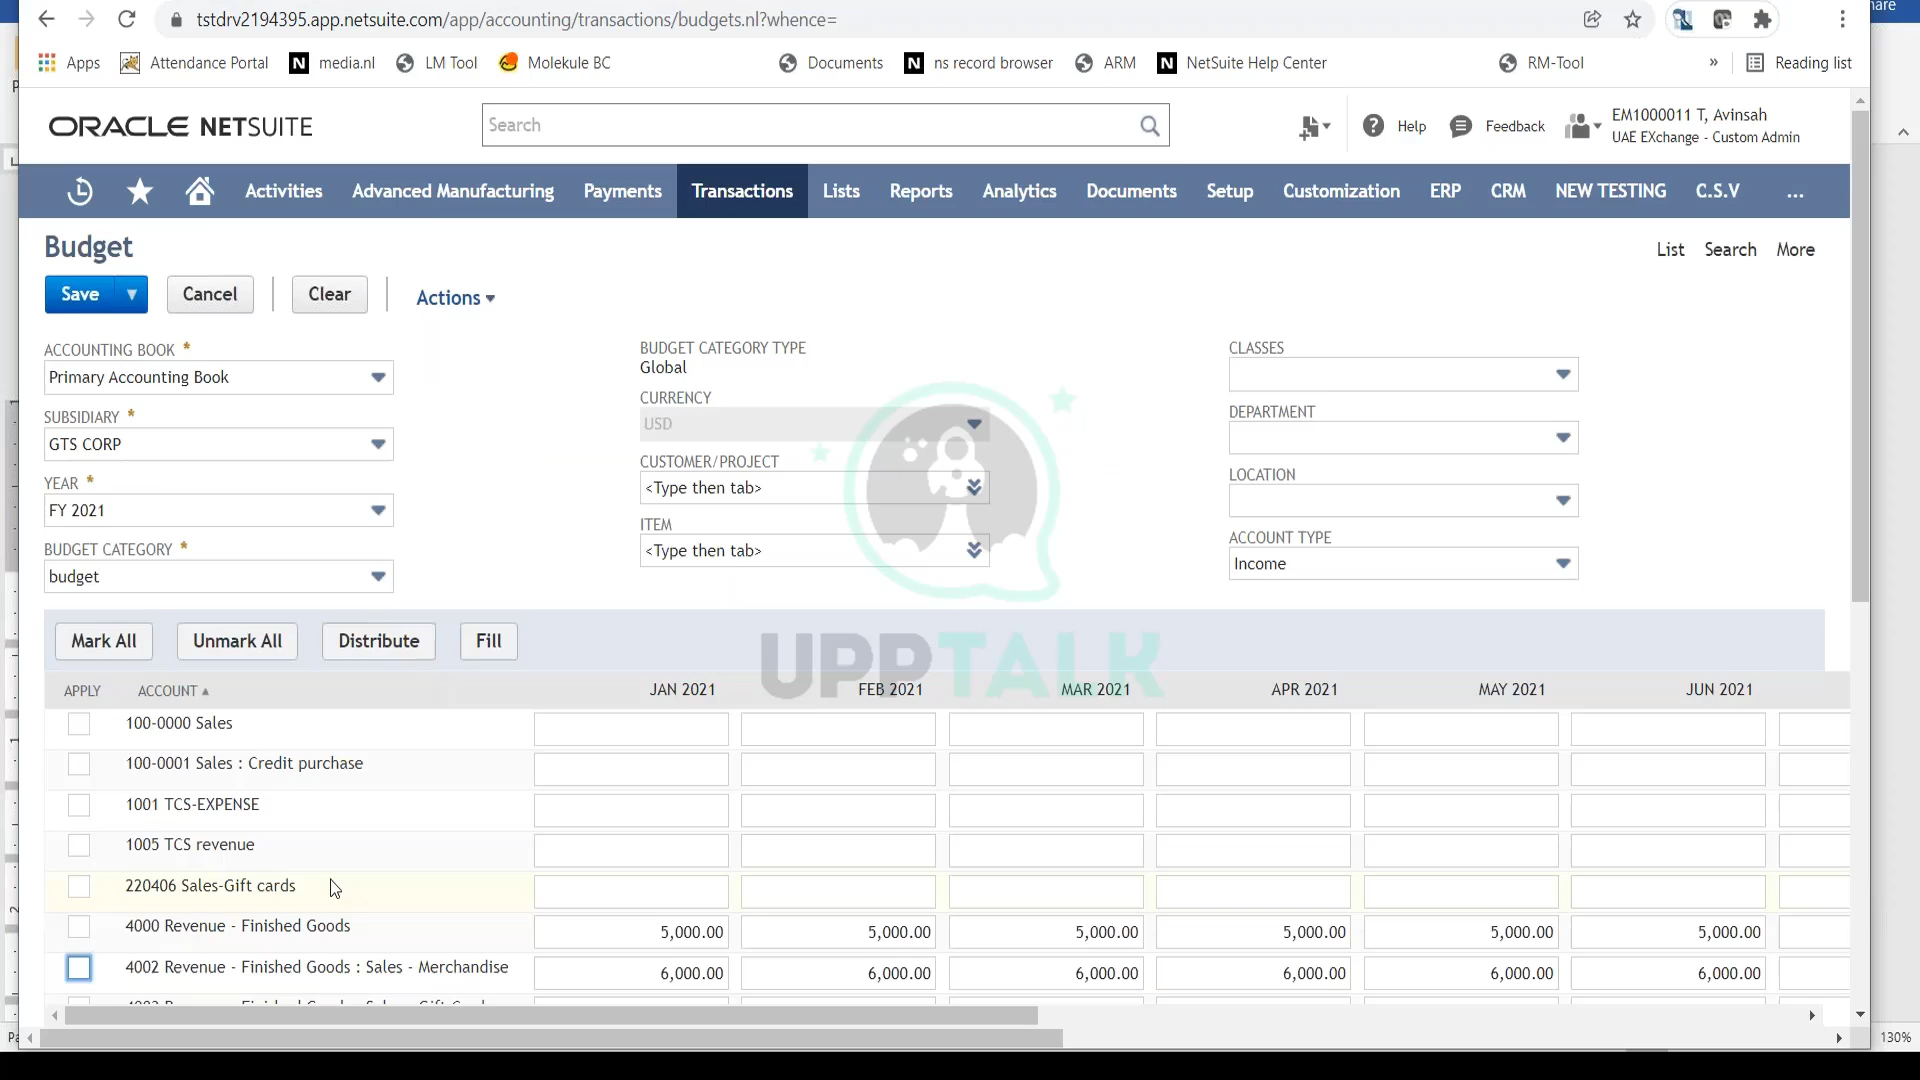 hare
tstdrv2194395.app.netsuite.com/app/accounting/transactions/budgets.nl?whence=
Apps Attendance Portal N media.nl LM Tool Molekule BC Documents N ns record browser ARM N NetSuite Help Center RM-Tool » Reading list
ORACLE NETSUITE Search Help Feedback EM1000011 T, Avinsah
UAE EXchange - Custom Admin
Activities Advanced Manufacturing Payments Transactions Lists Reports Analytics Documents Setup Customization ERP CRM NEW TESTING C.S.V ...
Budget
List Search More
Save Cancel Clear Actions
ACCOUNTING BOOK *
Primary Accounting Book
SUBSIDIARY *
GTS CORP
YEAR *
FY 2021
BUDGET CATEGORY *
budget
BUDGET CATEGORY TYPE
Global
CURRENCY
USD
CUSTOMER/PROJECT
<Type then tab>
ITEM
<Type then tab>
CLASSES
DEPARTMENT
LOCATION
ACCOUNT TYPE
Income
UPPTALK
Mark All Unmark All Distribute Fill
APPLY ACCOUNT JAN 2021 FEB 2021 MAR 2021 APR 2021 MAY 2021 JUN 2021
100-0000 Sales
100-0001 Sales : Credit purchase
1001 TCS-EXPENSE
1005 TCS revenue
220406 Sales-Gift cards
4000 Revenue - Finished Goods 5,000.00 5,000.00 5,000.00 5,000.00 5,000.00 5,000.00
4002 Revenue - Finished Goods : Sales - Merchandise 6,000.00 6,000.00 6,000.00 6,000.00 6,000.00 6,000.00
130%